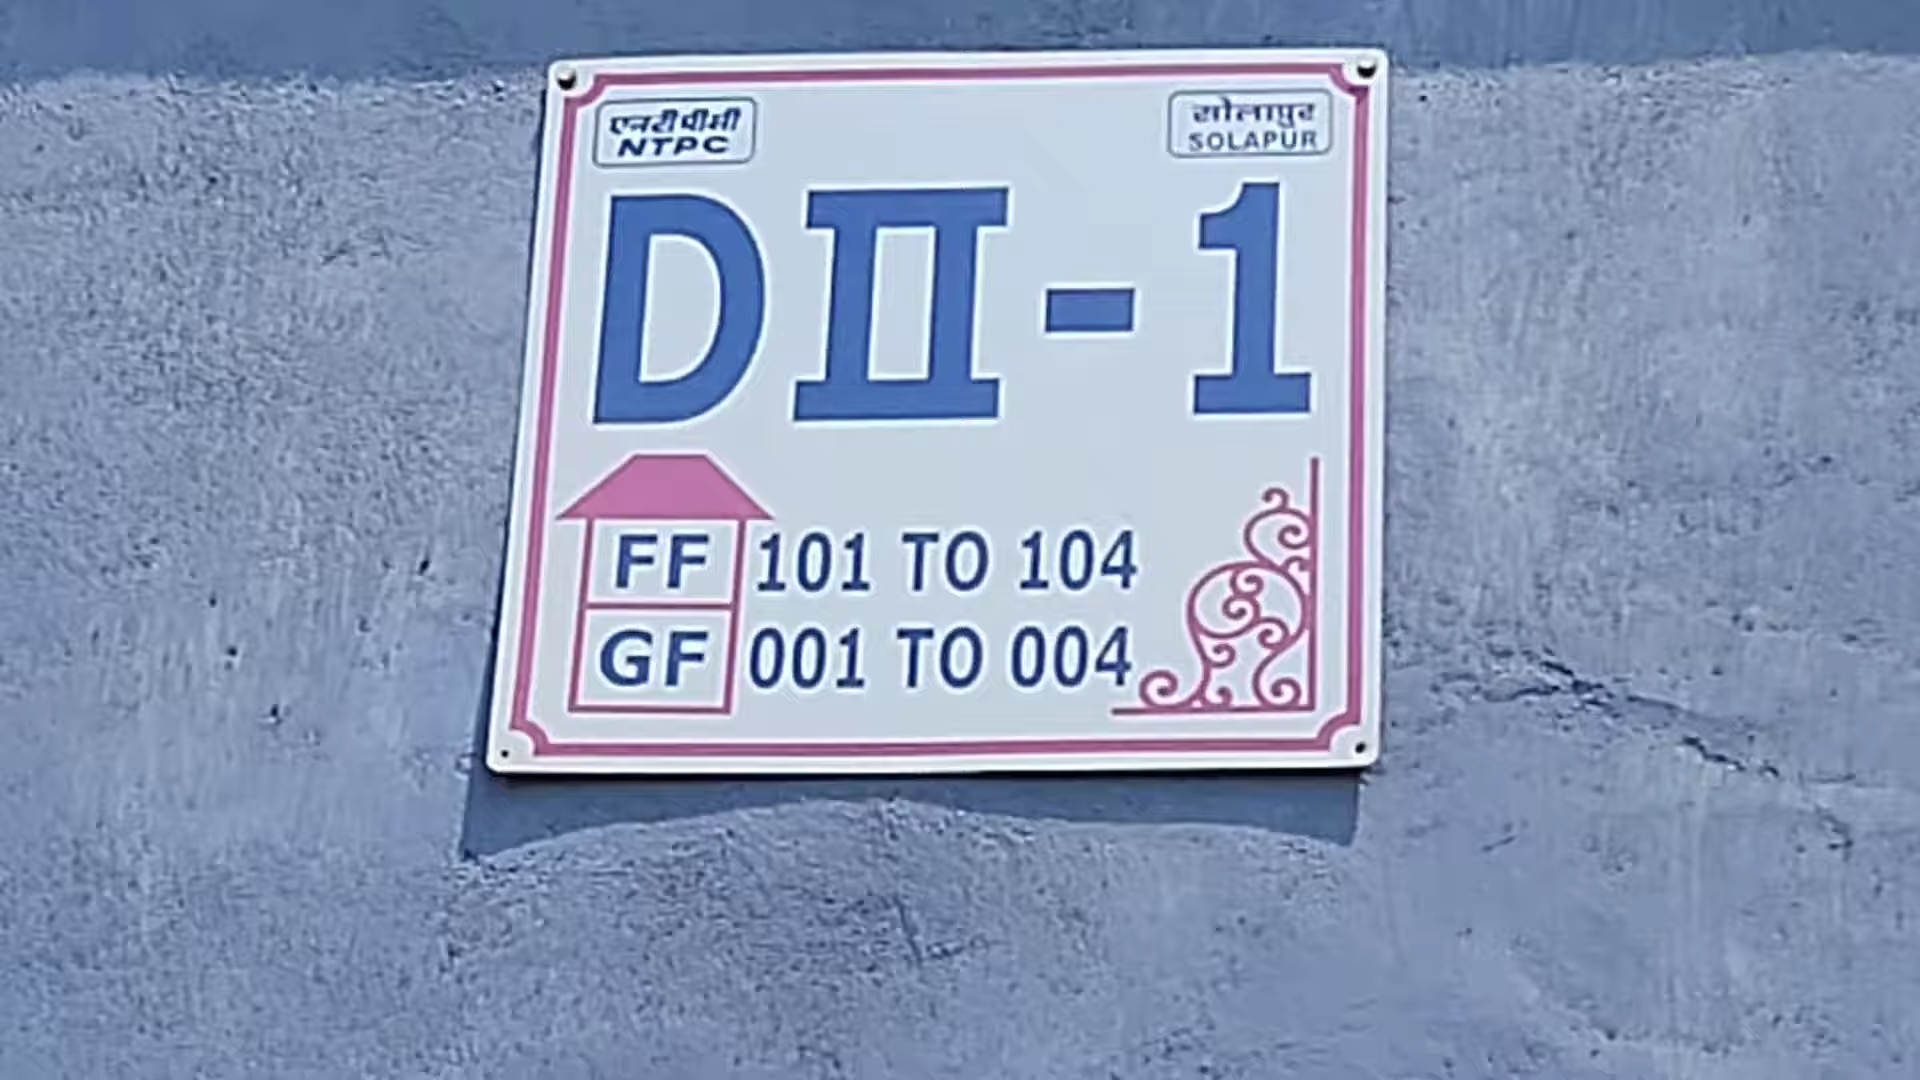 एनटीपीसी
NTPC
सोलापुर
SOLAPUR
DII-1
FF 101 TO 104
GF 001 TO 004